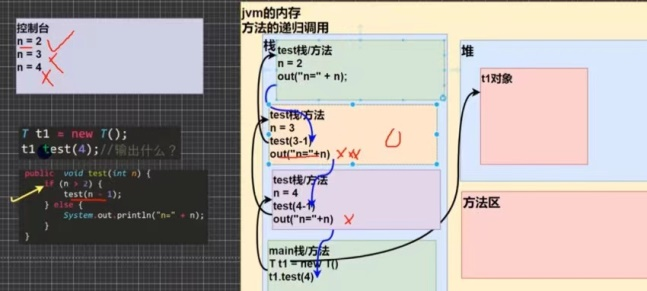 控制台
n = 2
n = 3
n = 4
T t1 = new T();
t1.test(4);//输出什么？
public void test(int n) {
if (n > 2) {
test(n - 1);
} else {
System.out.println("n=" + n);
}
}
jvm的内存
方法的递归调用
栈
test栈/方法
n = 2
out("n=" + n);
test栈/方法
n = 3
test(3-1)
out("n="+n)
test栈/方法
n = 4
test(4-1)
out("n="+n)
main栈/方法
T t1 = new T()
t1.test(4)
堆
t1对象
方法区